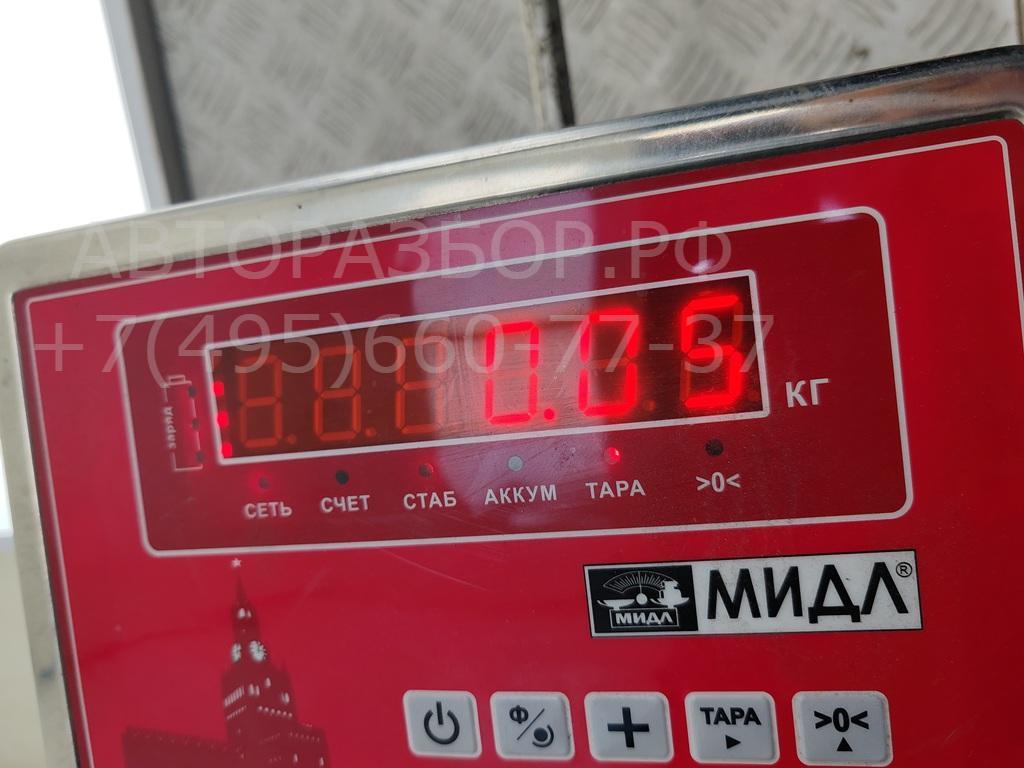 АВТОРАЗБОР.РФ
+7(495)660-77-37
заряд
0.05
КГ
СЕТЬ СЧЕТ СТАБ АККУМ ТАРА >0<
МИДЛ МИДЛ®
Ф ТАРА >0<